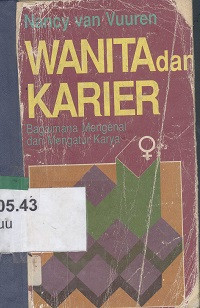 Nancy van Vuuren
WANITA dan
KARIER
Bagaimana Mengenal
dan Mengatur Karya
05.43
uu